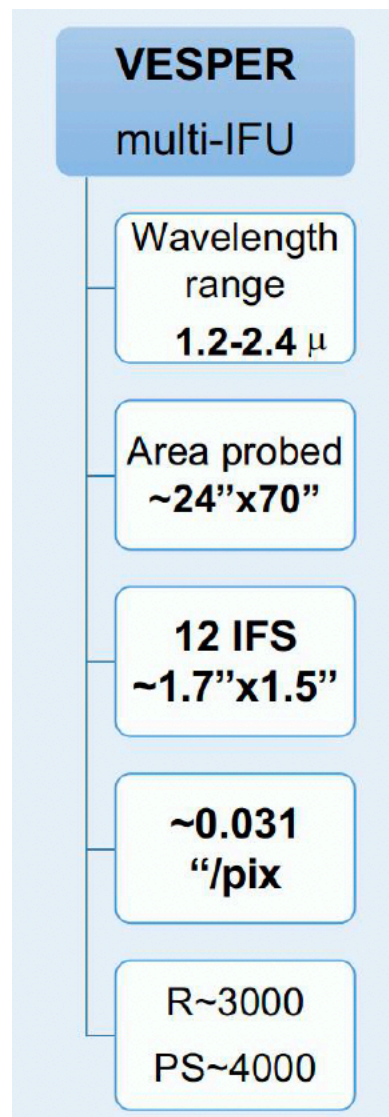 VESPER
multi-IFU
Wavelength
range
1.2-2.4 μ
Area probed
~24”x70”
12 IFS
~1.7”x1.5”
~0.031
“/pix
R~3000
PS~4000